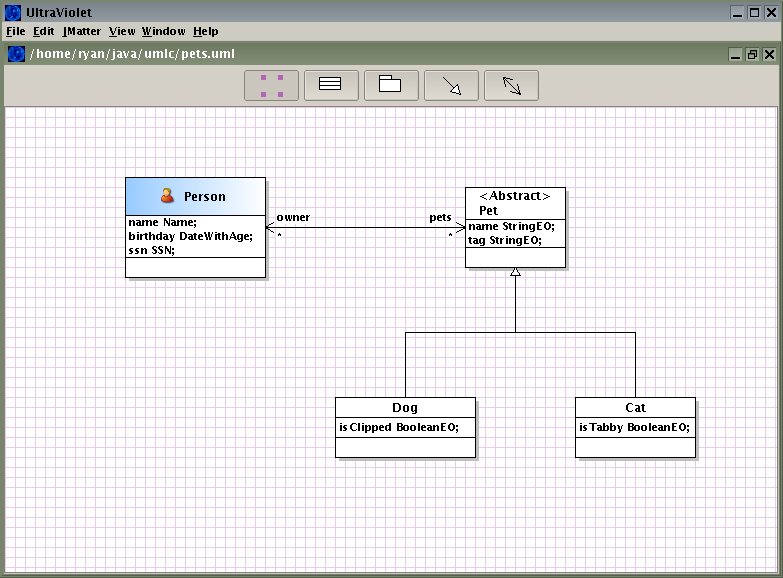 UltraViolet
File Edit JMatter View Window Help
/home/ryan/java/umlc/pets.uml
Person
name Name;
birthday DateWithAge;
ssn SSN;
owner
*
pets
*
<Abstract>
Pet
name StringEO;
tag StringEO;
Dog
isClipped BooleanEO;
Cat
isTabby BooleanEO;